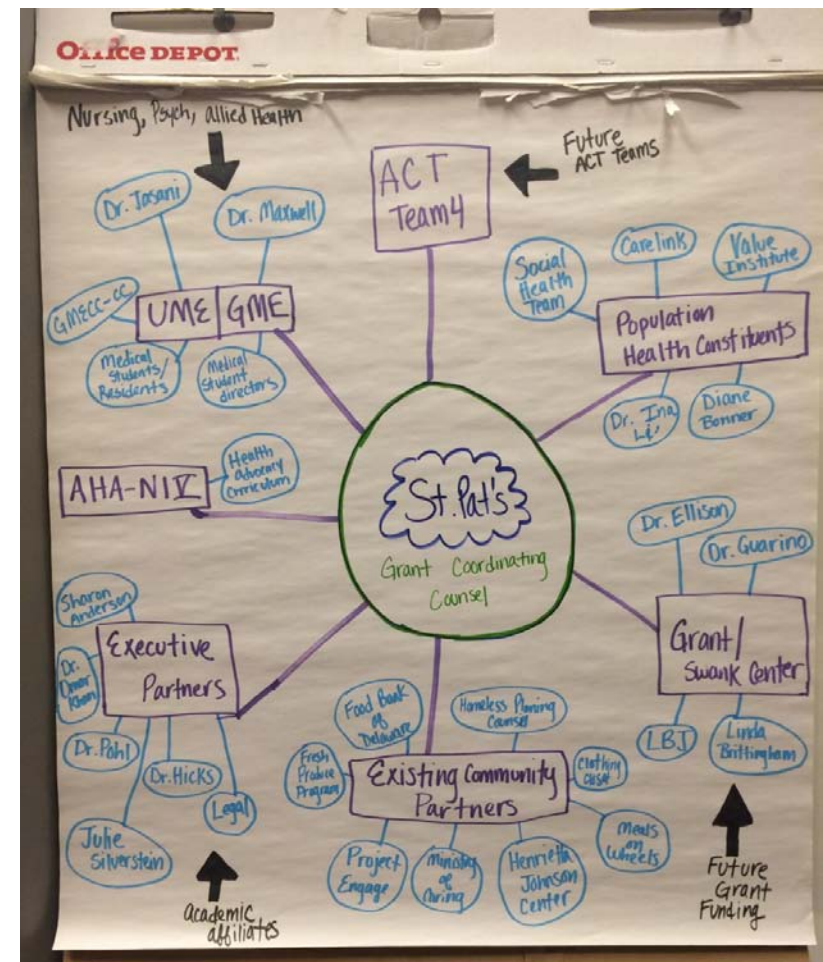 Office DEPOT
Nursing, Psych, Allied Health
Future
ACT Teams
ACT
Team 4
Dr. Jasani
Dr. Maxwell
GMECC-CC
UME | GME
Medical
Students/
Residents
Medical
Student
directors
Social
Health
Team
Carelink
Value
Institute
Population
Health Constituents
Dr. Ina
Li
Diane
Bonner
AHA-NIV
Health
Advocacy
Curriculum
St. Pat's
Grant Coordinating
Counsel
Dr. Ellison
Dr. Guarino
Grant/
Swank Center
LBJ
Linda
Brittingham
Future
Grant
Funding
Sharon
Anderson
Dr.
Omar
Khan
Executive
Partners
Dr. Pahl
Dr. Hicks
Legal
Julie
Silverstein
academic
affiliates
Food Bank
of
Delaware
Homeless Planing
Counsel
Fresh
Produce
Program
Existing Community
Partners
Clothing
Closet
Project
Engage
Ministry
of
Caring
Henrietta
Johnson
Center
Meals
on
Wheels